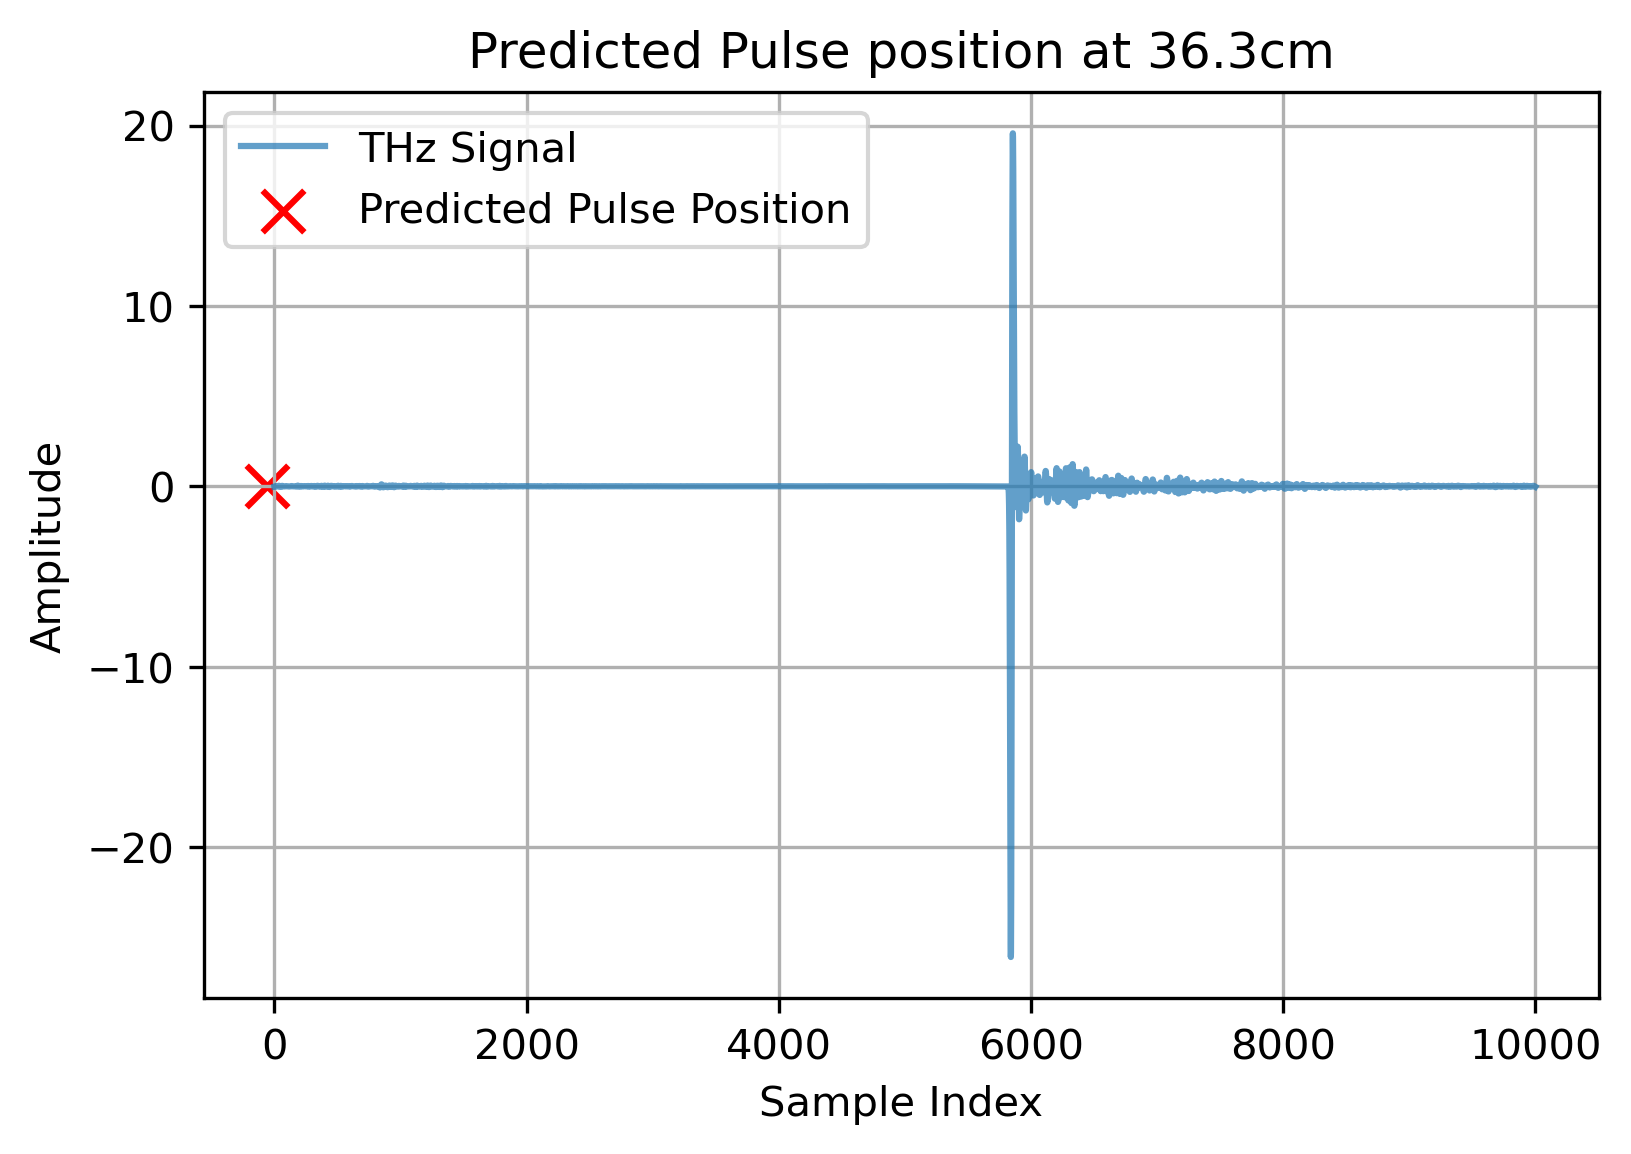 Predicted Pulse position at 36.3cm
THz Signal
Predicted Pulse Position
20
10
0
−10
−20
Amplitude
0 2000 4000 6000 8000 10000
Sample Index